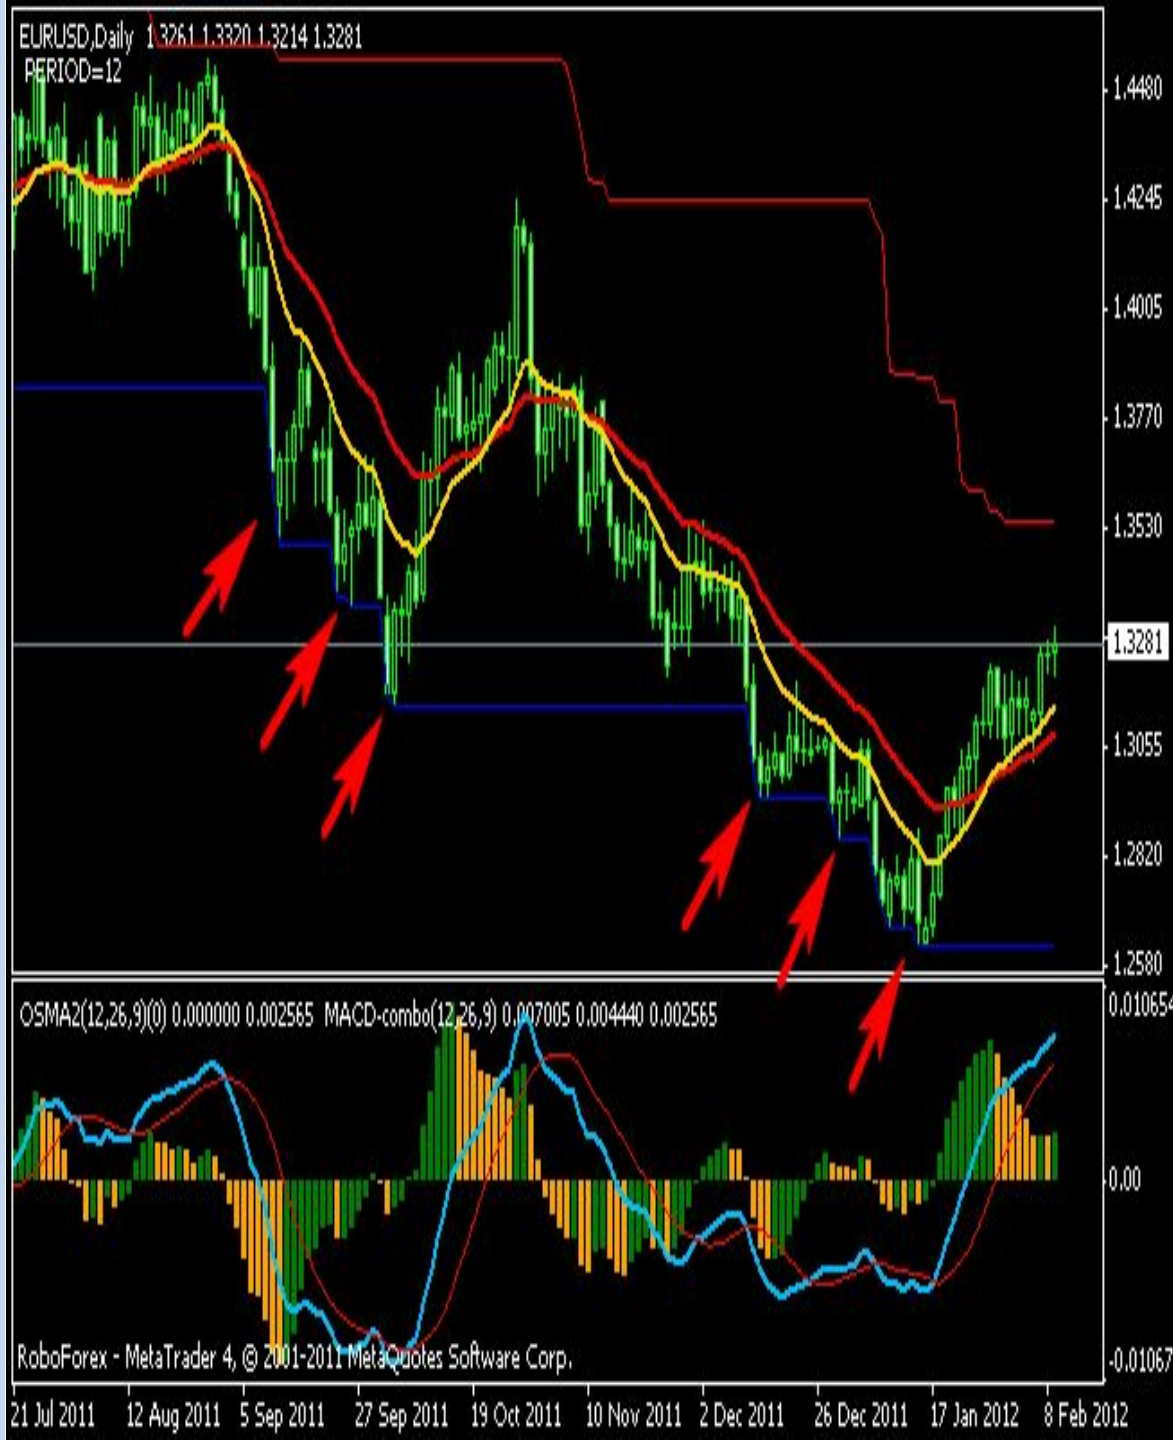 EURUSD,Daily 1.3261 1.3320 1.3214 1.3281
PERIOD=12
1.4480
1.4245
1.4005
1.3770
1.3530
1.3281
1.3055
1.2820
1.2580
OSMA2(12,26,9)(0) 0.000000 0.002565 MACD-combo(12,26,9) 0.007005 0.004440 0.002565
0.010654
0.00
RoboForex - MetaTrader 4, © 2001-2011 MetaQuotes Software Corp.
-0.01067
21 Jul 2011 12 Aug 2011 5 Sep 2011 27 Sep 2011 19 Oct 2011 10 Nov 2011 2 Dec 2011 26 Dec 2011 17 Jan 2012 8 Feb 2012